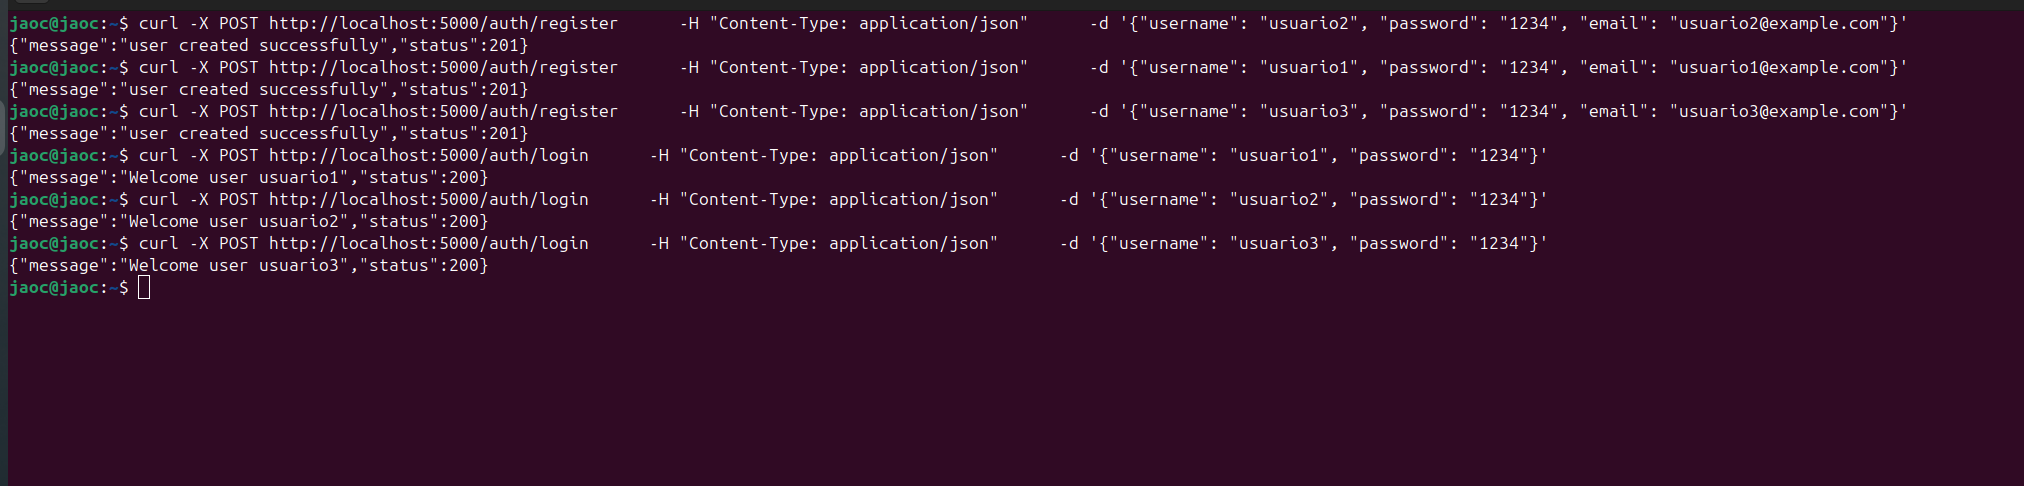 jaoc@jaoc:~$ curl -X POST http://localhost:5000/auth/register      -H "Content-Type: application/json"      -d '{"username": "usuario2", "password": "1234", "email": "usuario2@example.com"}'
{"message":"user created successfully","status":201}
jaoc@jaoc:~$ curl -X POST http://localhost:5000/auth/register      -H "Content-Type: application/json"      -d '{"username": "usuario1", "password": "1234", "email": "usuario1@example.com"}'
{"message":"user created successfully","status":201}
jaoc@jaoc:~$ curl -X POST http://localhost:5000/auth/register      -H "Content-Type: application/json"      -d '{"username": "usuario3", "password": "1234", "email": "usuario3@example.com"}'
{"message":"user created successfully","status":201}
jaoc@jaoc:~$ curl -X POST http://localhost:5000/auth/login      -H "Content-Type: application/json"      -d '{"username": "usuario1", "password": "1234"}'
{"message":"Welcome user usuario1","status":200}
jaoc@jaoc:~$ curl -X POST http://localhost:5000/auth/login      -H "Content-Type: application/json"      -d '{"username": "usuario2", "password": "1234"}'
{"message":"Welcome user usuario2","status":200}
jaoc@jaoc:~$ curl -X POST http://localhost:5000/auth/login      -H "Content-Type: application/json"      -d '{"username": "usuario3", "password": "1234"}'
{"message":"Welcome user usuario3","status":200}
jaoc@jaoc:~$